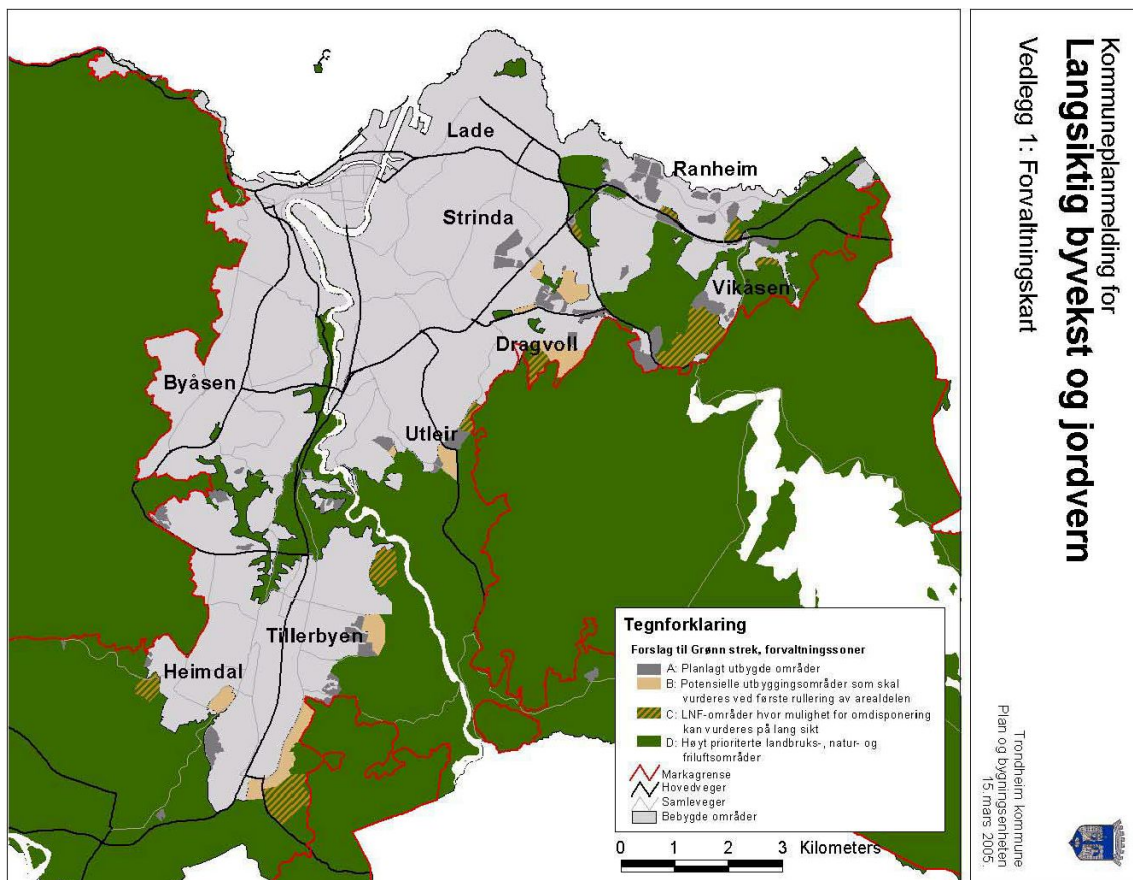 Kommuneplanmelding for
Langsiktig byvekst og jordvern
Vedlegg 1: Forvaltningskart
Lade
Ranheim
Strinda
Vikåsen
Dragvoll
Byåsen
Utleir
Tillerbyen
Heimdal
Tegnforklaring
Forslag til Grønn strek, forvaltningssoner
A: Planlagt utbygde områder
B: Potensielle utbyggingsområder som skal
vurderes ved første rullering av arealdelen
C: LNF-områder hvor mulighet for omdisponering
kan vurderes på lang sikt
D: Høyt prioriterte landbruks-, natur- og
friluftsområder
Markagrense
Hovedveger
Samleveger
Bebygde områder
0 1 2 3 Kilometers
Trondheim kommune
Plan og bygningsenheten
15. mars 2005.